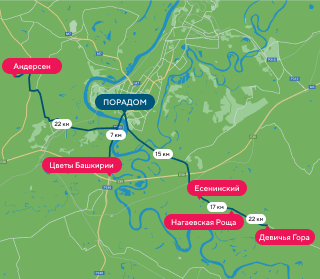 Андерсен
ПОРАДОМ
22 км
7 км
15 км
Цветы Башкирии
Есенинский
17 км
Нагаевская Роща
22 км
Девичья Гора